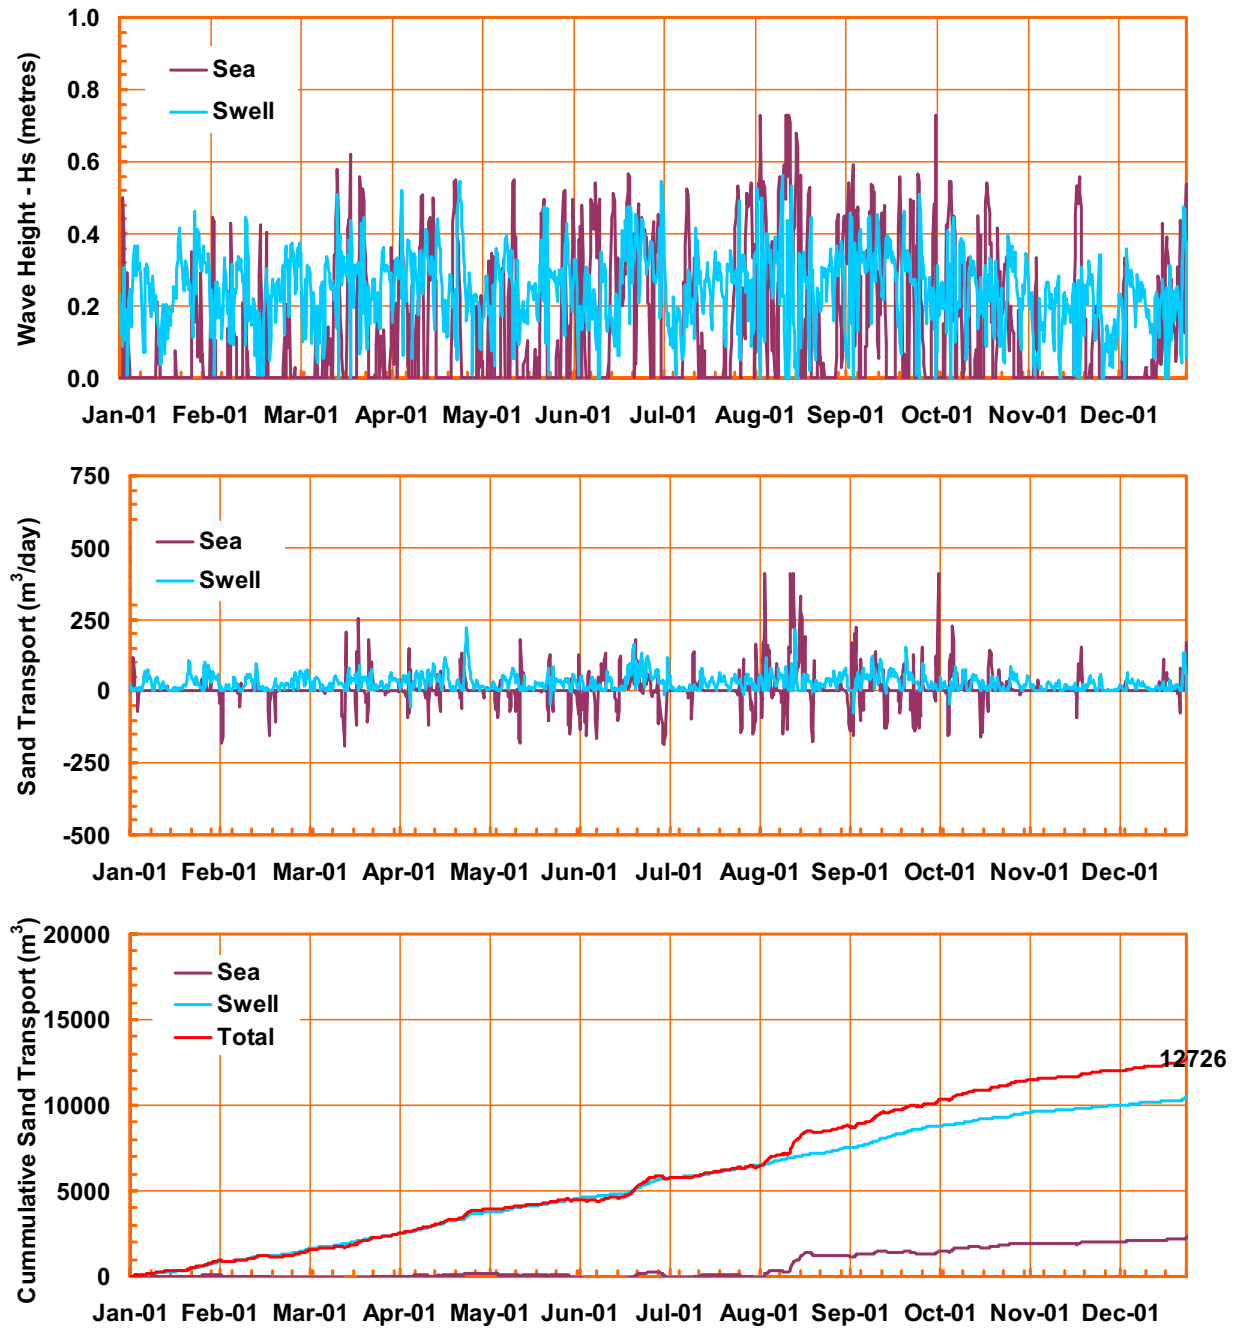 Wave Height - Hs (metres)
1.0
0.8
0.6
0.4
0.2
0.0
Sea
Swell
Jan-01 Feb-01 Mar-01 Apr-01 May-01 Jun-01 Jul-01 Aug-01 Sep-01 Oct-01 Nov-01 Dec-01
Sand Transport (m³/day)
750
500
250
0
-250
-500
Sea
Swell
Jan-01 Feb-01 Mar-01 Apr-01 May-01 Jun-01 Jul-01 Aug-01 Sep-01 Oct-01 Nov-01 Dec-01
Cummulative Sand Transport (m³)
20000
15000
10000
5000
0
Sea
Swell
Total
12726
Jan-01 Feb-01 Mar-01 Apr-01 May-01 Jun-01 Jul-01 Aug-01 Sep-01 Oct-01 Nov-01 Dec-01